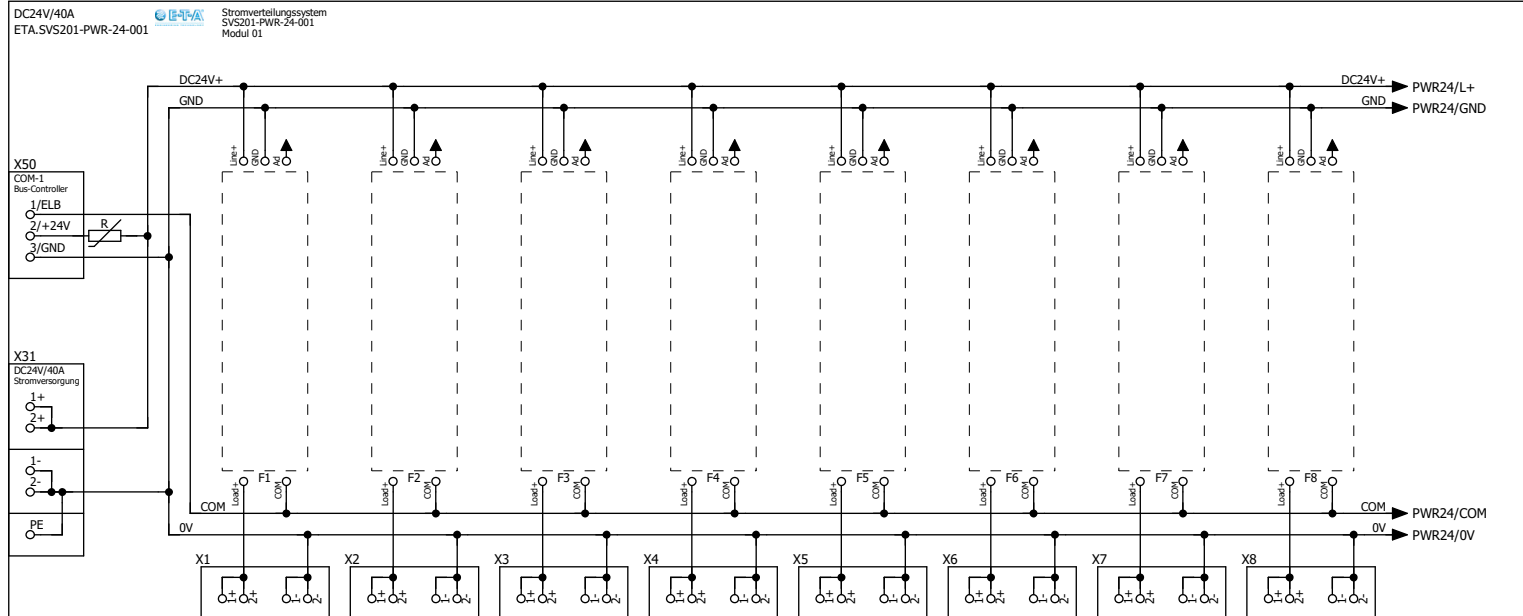 DC24V/40A
ETA.SVS201-PWR-24-001
E-T-A
Stromverteilungssystem
SVS201-PWR-24-001
Modul 01
DC24V+
DC24V+
PWR24/L+
GND
GND
PWR24/GND
Line+ GND Ad
Line+ GND Ad
Line+ GND Ad
Line+ GND Ad
Line+ GND Ad
Line+ GND Ad
Line+ GND Ad
Line+ GND Ad
X50
COM-1
Bus-Controller
1/ELB
2/+24V
R
3/GND
X31
DC24V/40A
Stromversorgung
1+
2+
1-
2-
PE
Load+ F1 COM
Load+ F2 COM
Load+ F3 COM
Load+ F4 COM
Load+ F5 COM
Load+ F6 COM
Load+ F7 COM
Load+ F8 COM
COM
COM
PWR24/COM
0V
0V
PWR24/0V
X1
1+ 2+ 1- 2-
X2
1+ 2+ 1- 2-
X3
1+ 2+ 1- 2-
X4
1+ 2+ 1- 2-
X5
1+ 2+ 1- 2-
X6
1+ 2+ 1- 2-
X7
1+ 2+ 1- 2-
X8
1+ 2+ 1- 2-